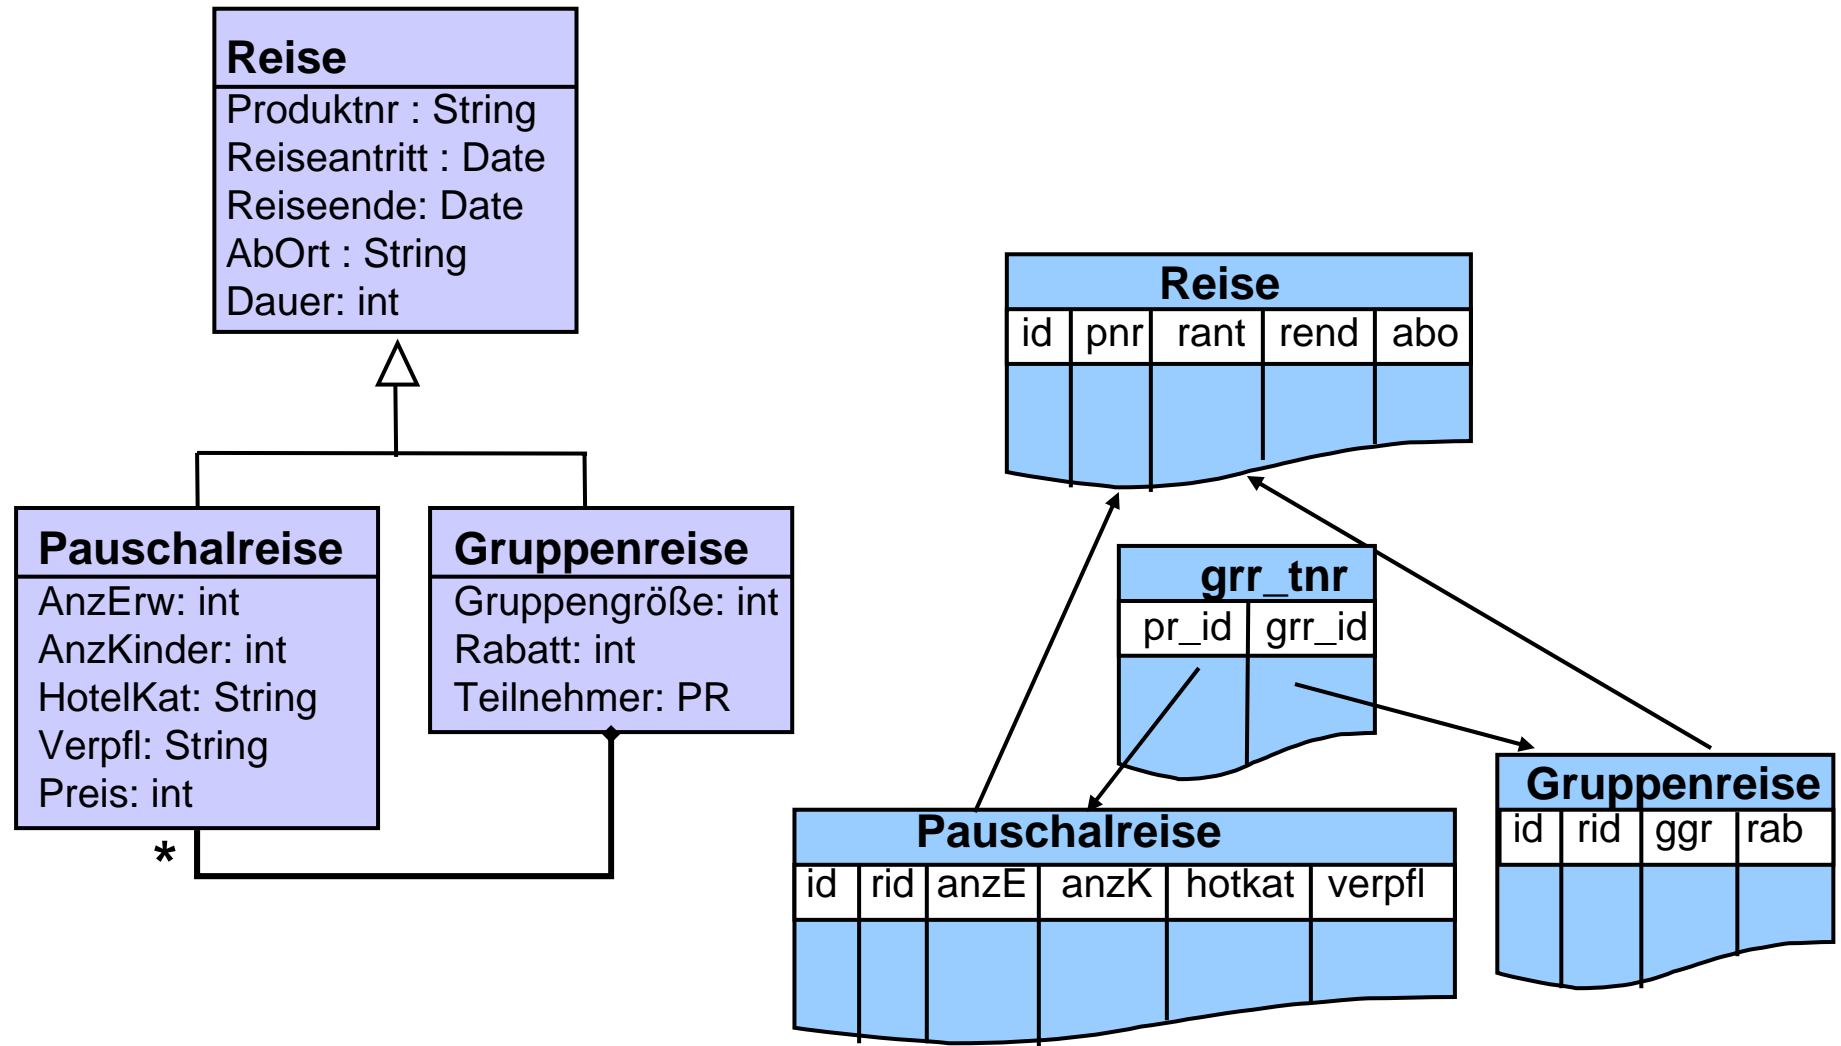 Reise
Produktnr : String
Reiseantritt : Date
Reiseende: Date
AbOrt : String
Dauer: int
Pauschalreise
AnzErw: int
AnzKinder: int
HotelKat: String
Verpfl: String
Preis: int
*
Gruppenreise
Gruppengröße: int
Rabatt: int
Teilnehmer: PR
Reise
id pnr rant rend abo
grr_tnr
pr_id grr_id
Pauschalreise
id rid anzE anzK hotkat verpfl
Gruppenreise
id rid ggr rab